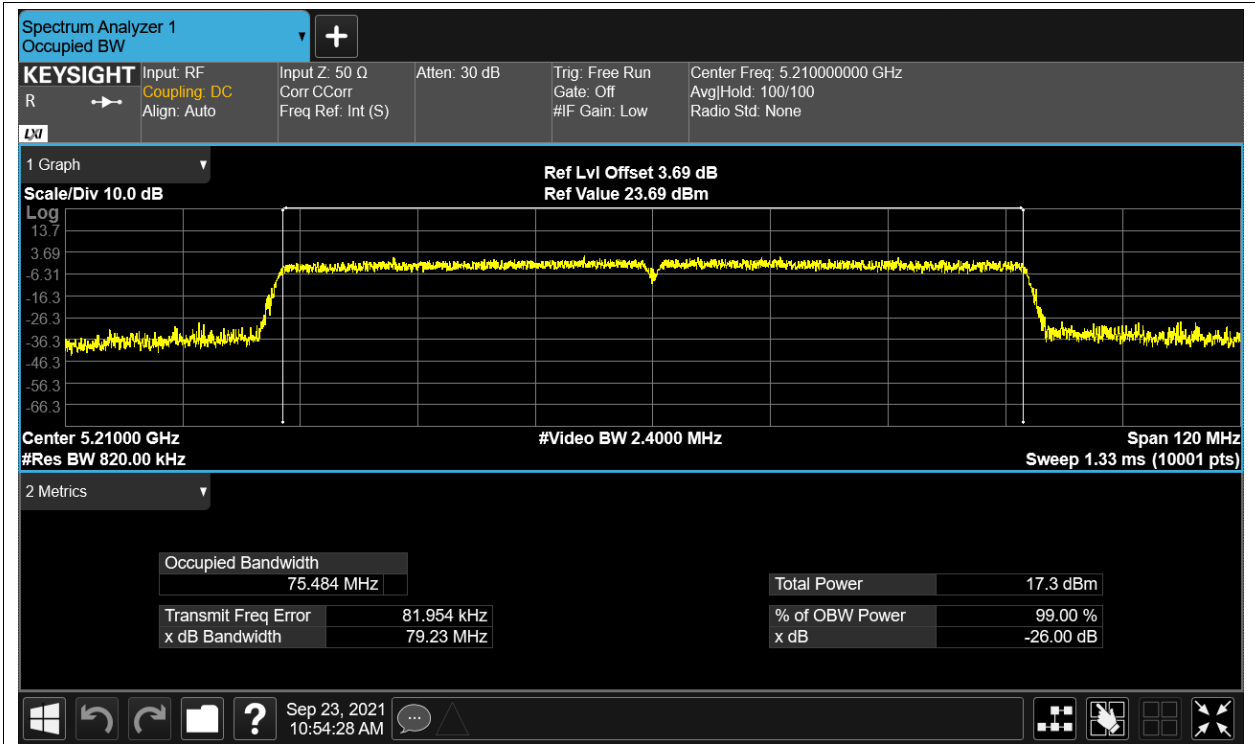 Spectrum Analyzer 1
Occupied BW
KEYSIGHT
R
LXI
Input: RF
Coupling: DC
Align: Auto
Input Z: 50 Ω
Corr CCorr
Freq Ref: Int (S)
Atten: 30 dB
Trig: Free Run
Gate: Off
#IF Gain: Low
Center Freq: 5.210000000 GHz
Avg|Hold: 100/100
Radio Std: None
1 Graph
Scale/Div 10.0 dB
Ref Lvl Offset 3.69 dB
Ref Value 23.69 dBm
Log
13.7
3.69
-6.31
-16.3
-26.3
-36.3
-46.3
-56.3
-66.3
Center 5.21000 GHz
#Video BW 2.4000 MHz
Span 120 MHz
#Res BW 820.00 kHz
Sweep 1.33 ms (10001 pts)
2 Metrics
Occupied Bandwidth
75.484 MHz
Transmit Freq Error 81.954 kHz
x dB Bandwidth 79.23 MHz
Total Power 17.3 dBm
% of OBW Power 99.00 %
x dB -26.00 dB
?
Sep 23, 2021
10:54:28 AM